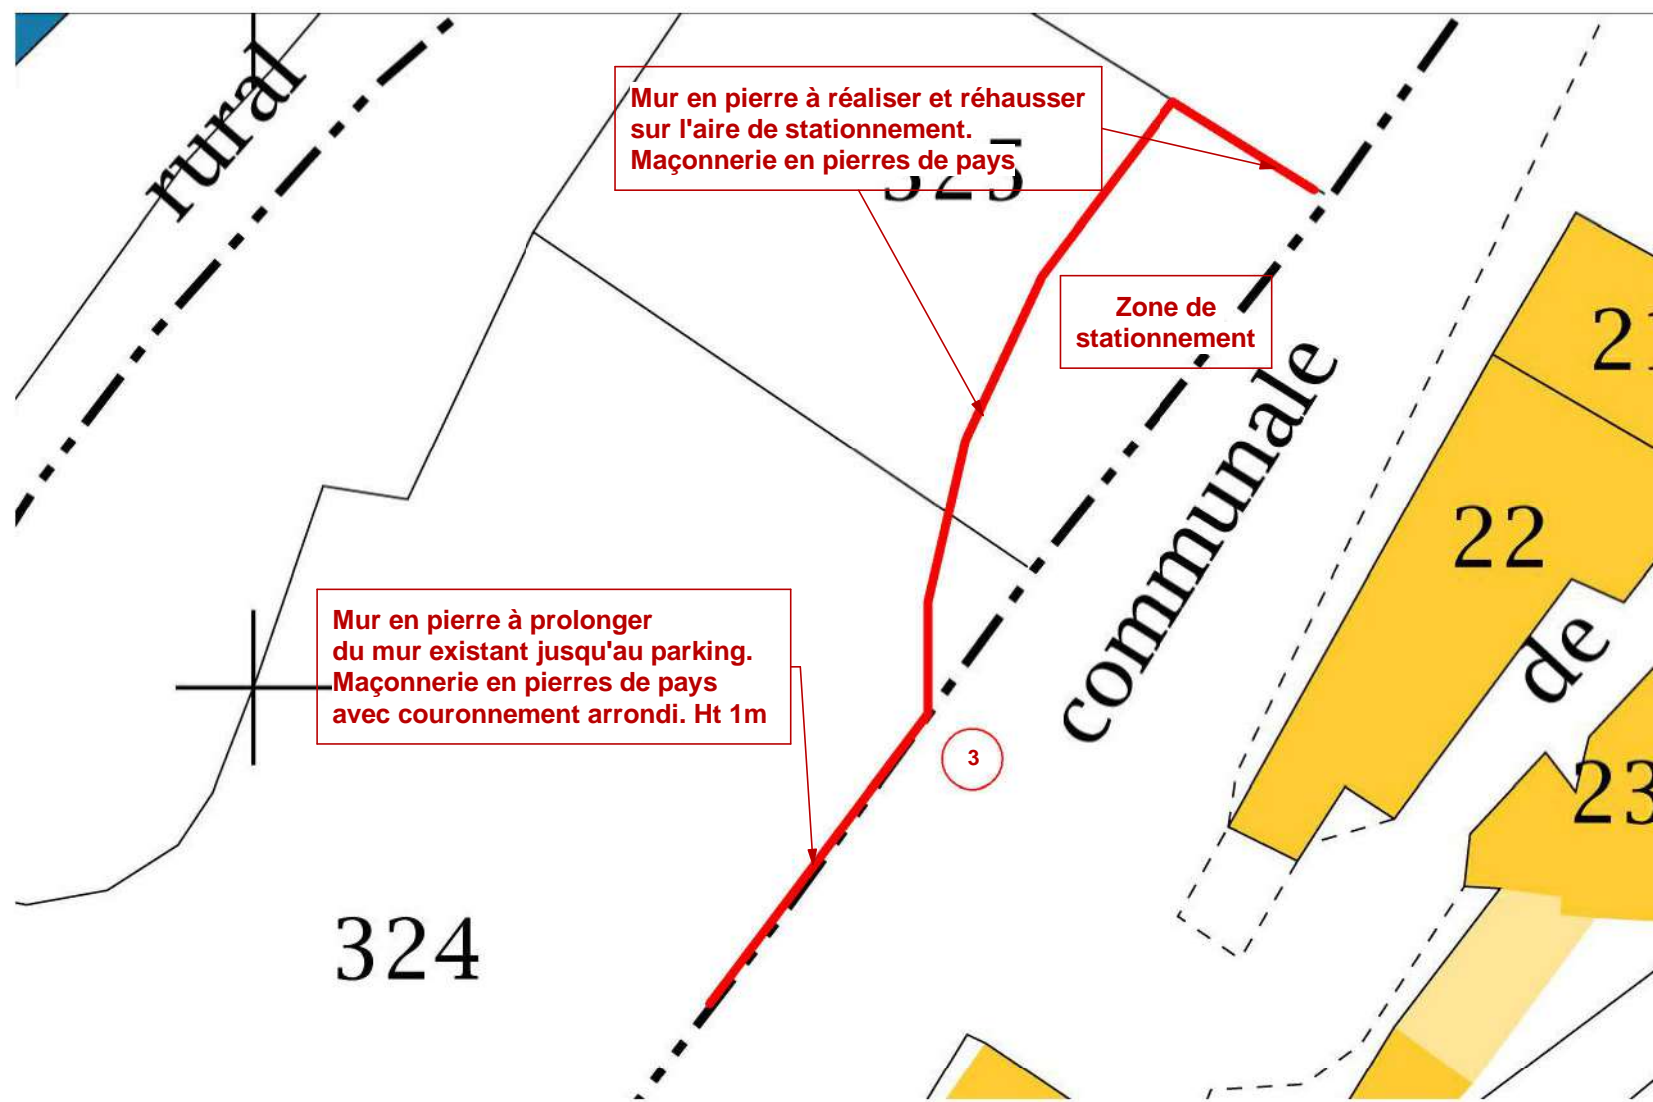 rural
Mur en pierre à réaliser et réhausser
sur l'aire de stationnement.
Maçonnerie en pierres de pays
325
Zone de
stationnement
communale
21
22
de
23
Mur en pierre à prolonger
du mur existant jusqu'au parking.
Maçonnerie en pierres de pays
avec couronnement arrondi. Ht 1m
3
324